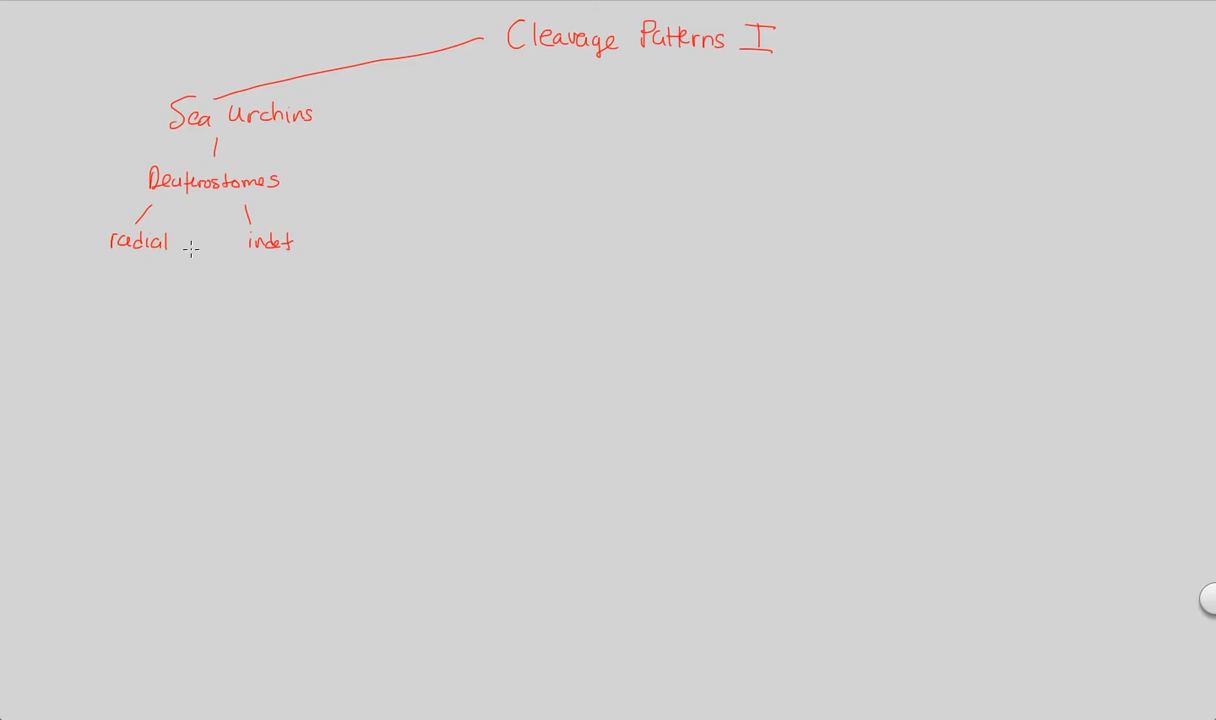 Cleavage Patterns I
Sea Urchins
Deuterostomes
radial indet